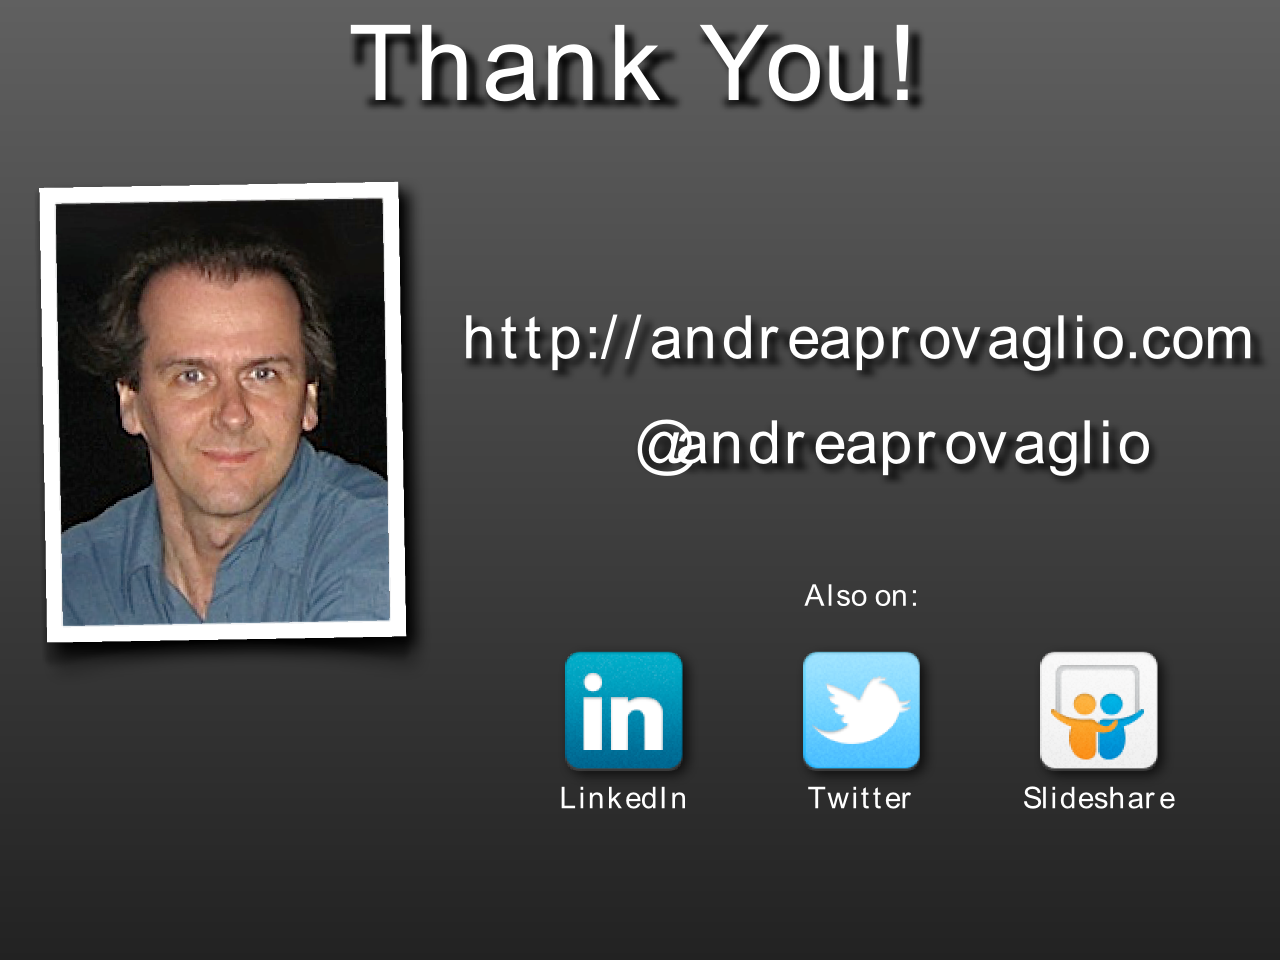 Thank You!
http://andreaprovaglio.com
@andreaprovaglio
Also on:
in
LinkedIn Twitter Slideshare